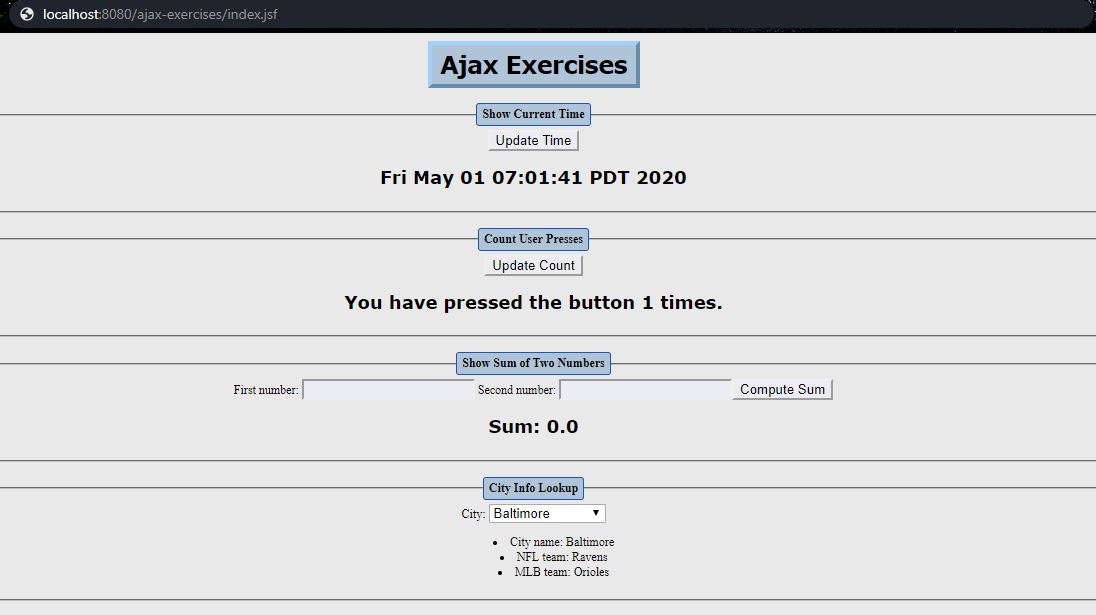 localhost:8080/ajax-exercises/index.jsf
Ajax Exercises
Show Current Time
Update Time
Fri May 01 07:01:41 PDT 2020
Count User Presses
Update Count
You have pressed the button 1 times.
Show Sum of Two Numbers
First number: Second number: Compute Sum
Sum: 0.0
City Info Lookup
City: Baltimore
• City name: Baltimore
• NFL team: Ravens
• MLB team: Orioles